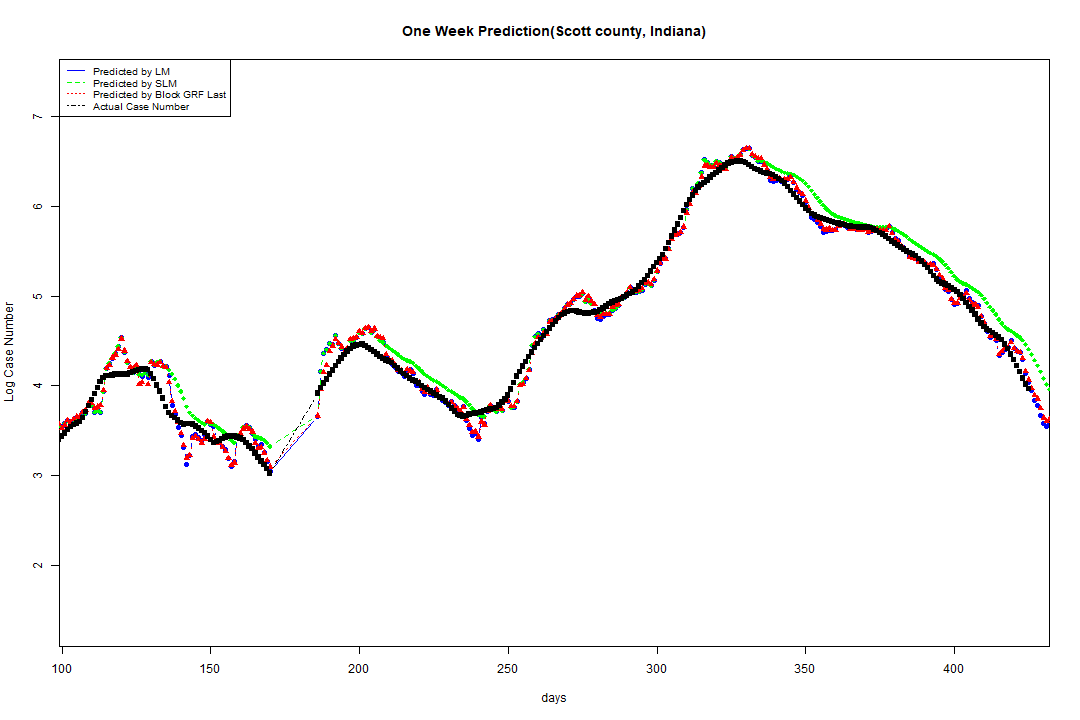 One Week Prediction(Scott county, Indiana)
Predicted by LM
Predicted by SLM
Predicted by Block GRF Last
Actual Case Number
7
6
5
4
3
2
Log Case Number
100 150 200 250 300 350 400
days